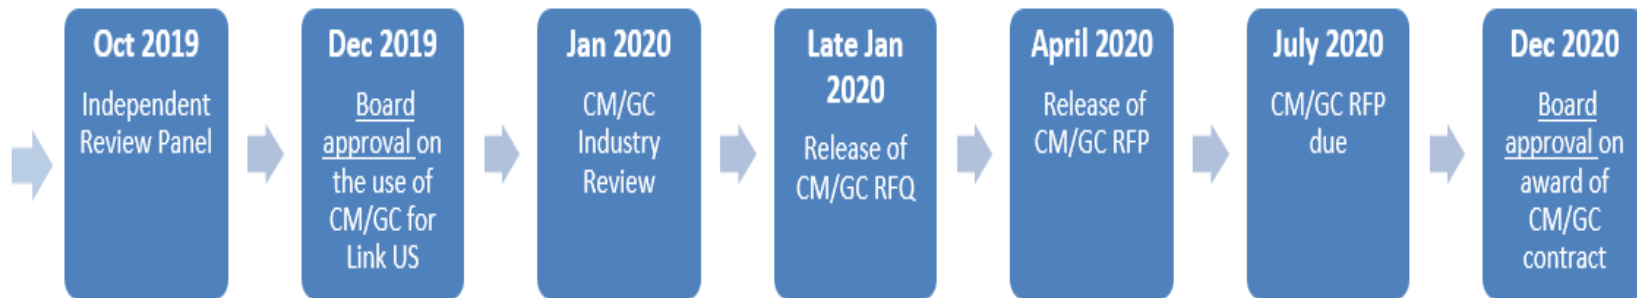 Oct 2019
Independent
Review Panel
Dec 2019
Board
approval on
the use of
CM/GC for
Link US
Jan 2020
CM/GC
Industry
Review
Late Jan
2020
Release of
CM/GC RFQ
April 2020
Release of
CM/GC RFP
July 2020
CM/GC RFP
due
Dec 2020
Board
approval on
award of
CM/GC
contract